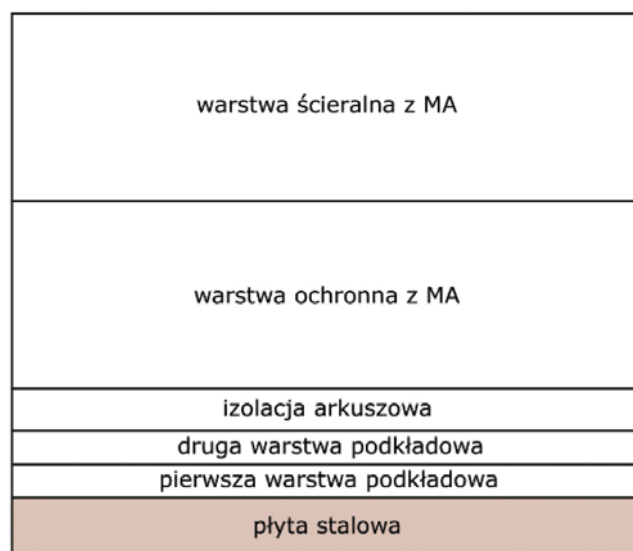 warstwa ścieralna z MA
warstwa ochronna z MA
izolacja arkuszowa
druga warstwa podkładowa
pierwsza warstwa podkładowa
płyta stalowa